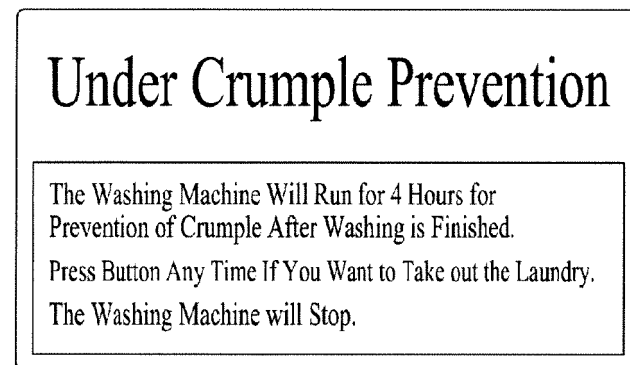 Under Crumple Prevention
The Washing Machine Will Run for 4 Hours for
Prevention of Crumple After Washing is Finished.
Press Button Any Time If You Want to Take out the Laundry.
The Washing Machine will Stop.